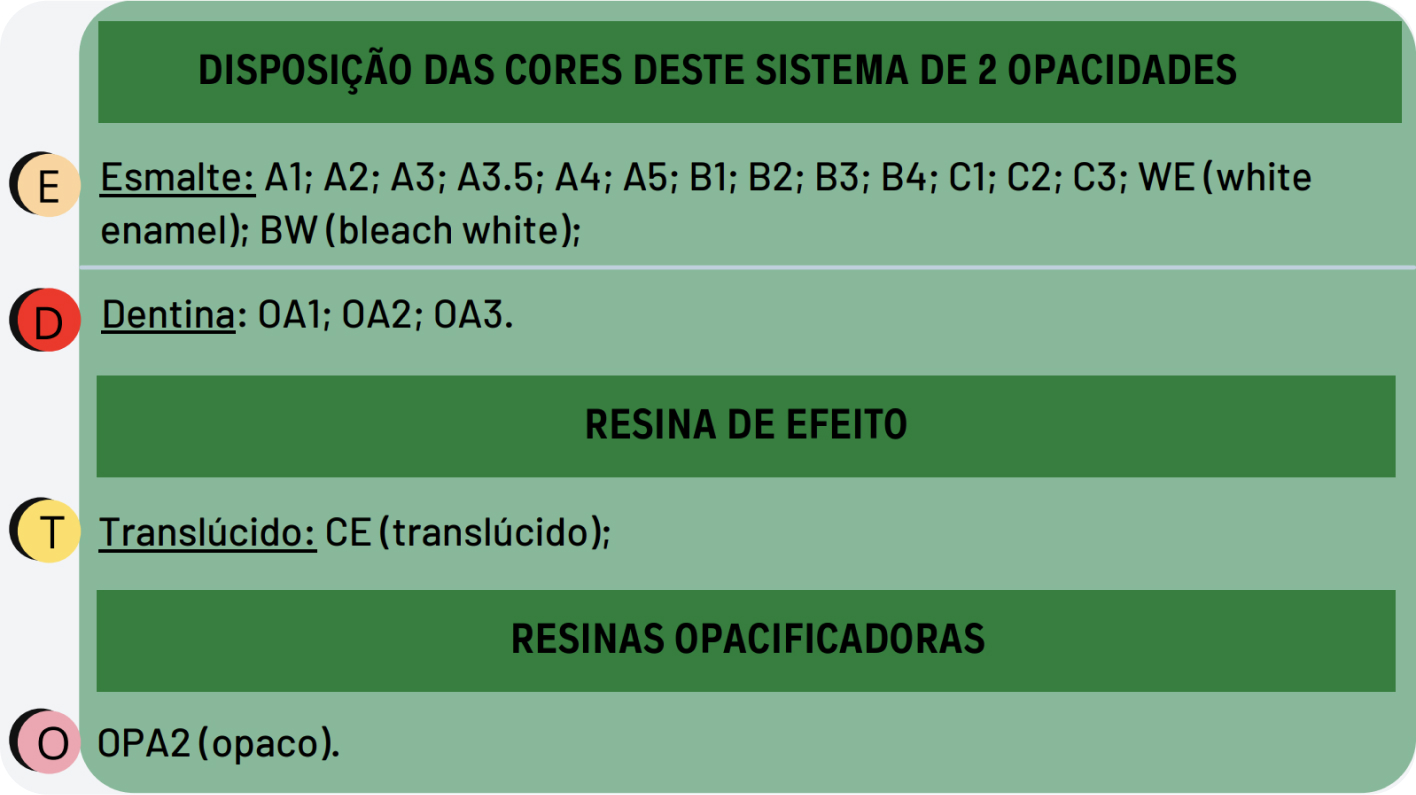 DISPOSIÇÃO DAS CORES DESTE SISTEMA DE 2 OPACIDADES
E
Esmalte: A1; A2; A3; A3.5; A4; A5; B1; B2; B3; B4; C1; C2; C3; WE (white
enamel); BW (bleach white);
D
Dentina: OA1; OA2; OA3.
RESINA DE EFEITO
T
Translúcido: CE (translúcido);
RESINAS OPACIFICADORAS
O
OPA2 (opaco).